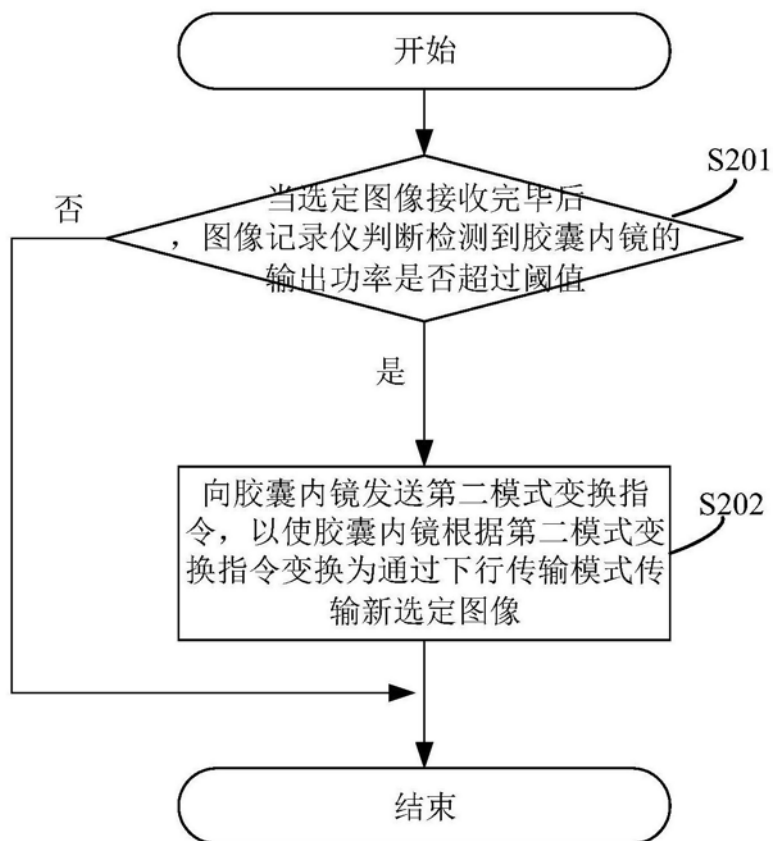 开始
S201
当选定图像接收完毕后
，图像记录仪判断检测到胶囊内镜的
输出功率是否超过阈值
否
是
S202
向胶囊内镜发送第二模式变换指
令，以使胶囊内镜根据第二模式变
换指令变换为通过下行传输模式传
输新选定图像
结束